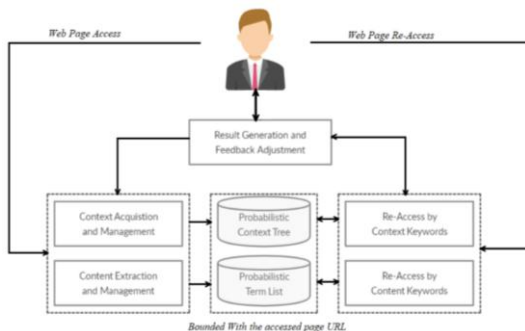 Web Page Access
Web Page Re-Access
Result Generation and
Feedback Adjustment
Context Acquistion
and Management
Probabilistic
Context Tree
Re-Access by
Context Keywords
Content Extraction
and Management
Probabilistic
Term List
Re-Access by
Content Keywords
Bounded With the accessed page URL